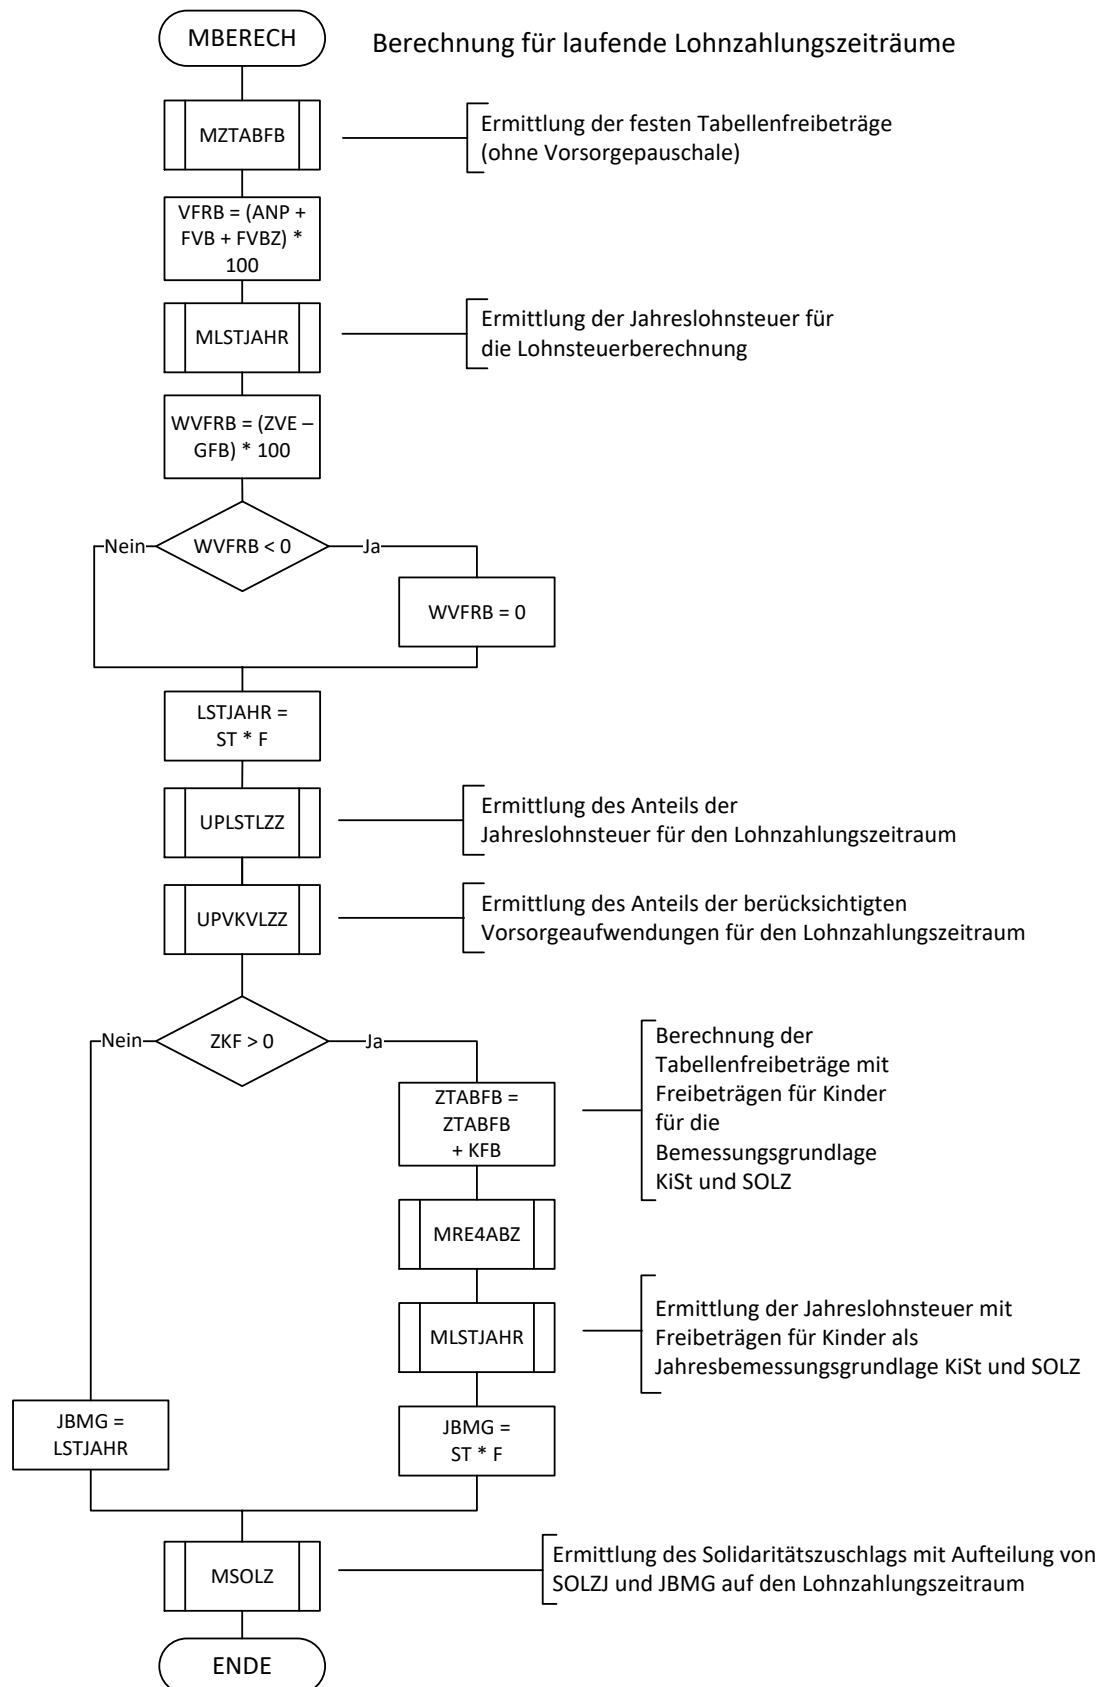 MBERECH
Berechnung für laufende Lohnzahlungszeiträume
MZTABFB
Ermittlung der festen Tabellenfreibeträge
(ohne Vorsorgepauschale)
VFRB = (ANP +
FVB + FVBZ) *
100
MLSTJAHR
Ermittlung der Jahreslohnsteuer für
die Lohnsteuerberechnung
WVFRB = (ZVE –
GFB) * 100
Nein
WVFRB < 0
Ja
WVFRB = 0
LSTJAHR =
ST * F
UPLSTLZZ
Ermittlung des Anteils der
Jahreslohnsteuer für den Lohnzahlungszeitraum
UPVKVLZZ
Ermittlung des Anteils der berücksichtigten
Vorsorgeaufwendungen für den Lohnzahlungszeitraum
Nein
ZKF > 0
Ja
ZTABFB =
ZTABFB
+ KFB
Berechnung der
Tabellenfreibeträge mit
Freibeträgen für Kinder
für die
Bemessungsgrundlage
KiSt und SOLZ
MRE4ABZ
MLSTJAHR
Ermittlung der Jahreslohnsteuer mit
Freibeträgen für Kinder als
Jahresbemessungsgrundlage KiSt und SOLZ
JBMG =
LSTJAHR
JBMG =
ST * F
MSOLZ
Ermittlung des Solidaritätszuschlags mit Aufteilung von
SOLZJ und JBMG auf den Lohnzahlungszeitraum
ENDE